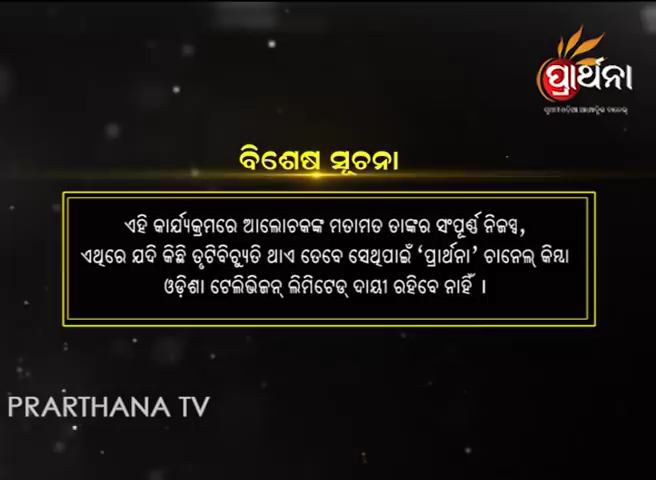 ପ୍ରାର୍ଥନା
ବିଶେଷ ସୂଚନା
ଏହି କାର୍ଯ୍ୟକ୍ରମରେ ଆଲୋଚକଙ୍କ ମତାମତ ତାଙ୍କର ସଂପୂର୍ଣ୍ଣ ନିଜସ୍ୱ,
ଏଥିରେ ଯଦି କିଛି ତୃଟିବିଚ୍ୟୁତି ଥାଏ ତେବେ ସେଥିପାଇଁ ‘ପ୍ରାର୍ଥନା’ ଚାନେଲ୍ କିମ୍ୱା
ଓଡ଼ିଶା ଟେଲିଭିଜନ୍ ଲିମିଟେଡ୍ ଦାୟୀ ରହିବେ ନାହିଁ ।
PRARTHANA TV